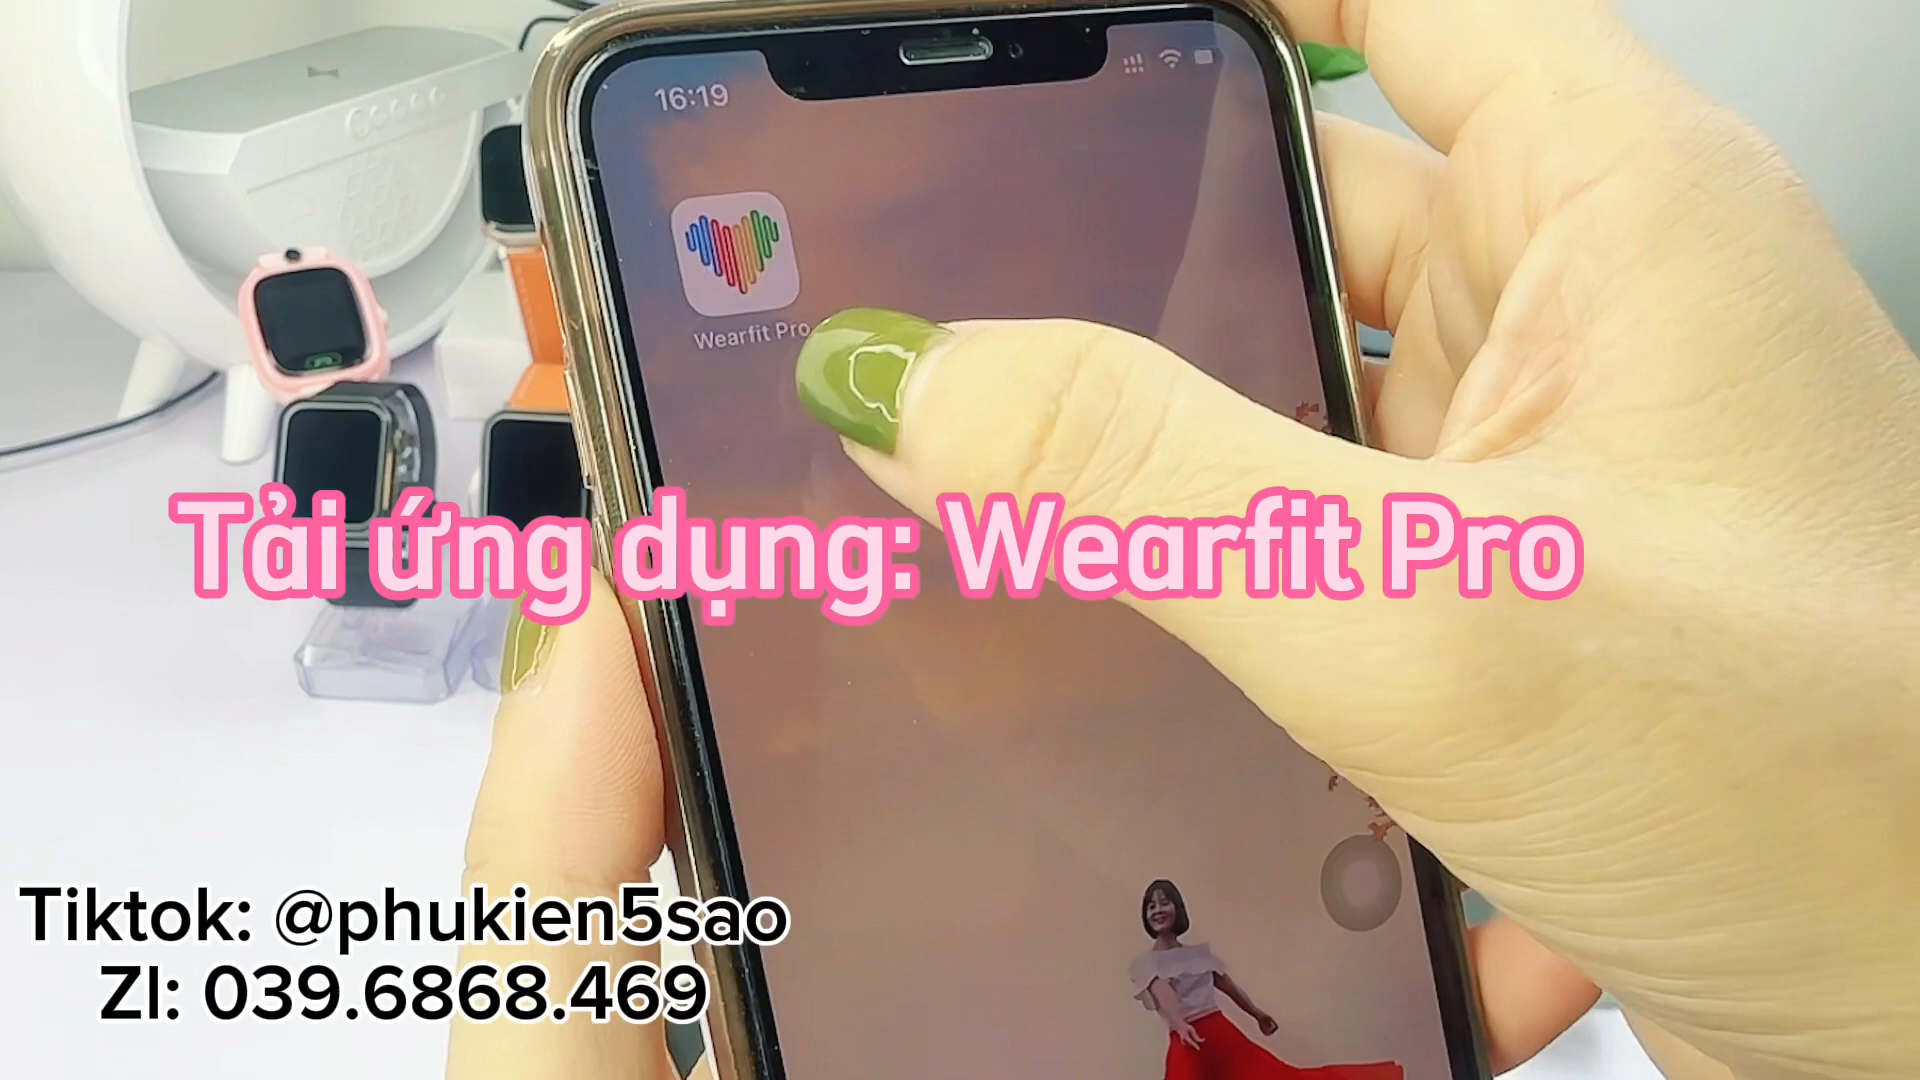 16:19
Wearfit Pro
Tải ứng dụng: Wearfit Pro
Tiktok: @phukien5sao
Zl: 039.6868.469